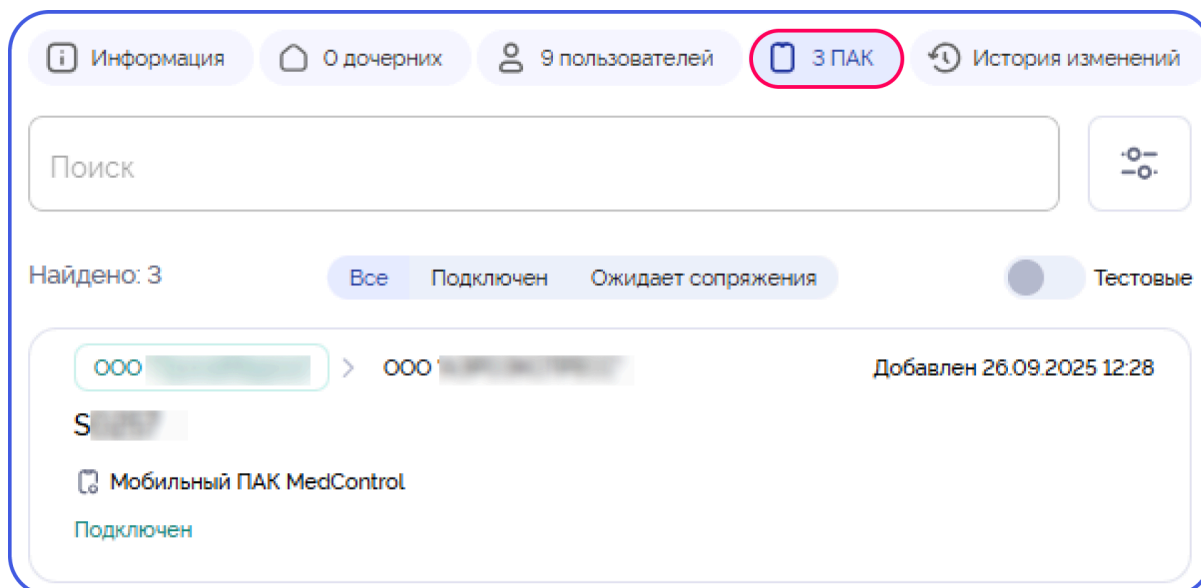 Информация 0 дочерних 9 пользователей 3 ПАК История изменений
Поиск
Найдено: 3 Все Подключен Ожидает сопряжения Тестовые
ООО > ООО Добавлен 26.09.2025 12:28
Мобильный ПАК MedControl
Подключен